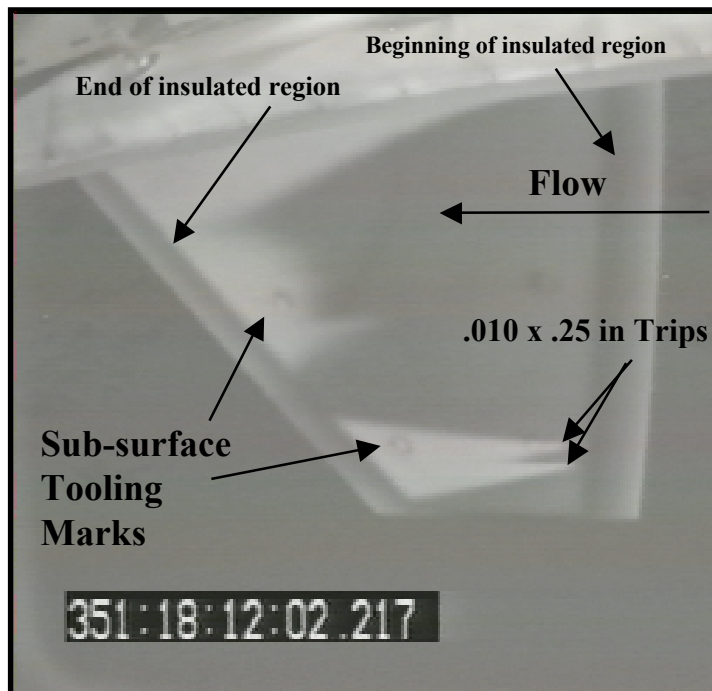 Beginning of insulated region
End of insulated region
Flow
.010 x .25 in Trips
Sub-surface
Tooling
Marks
351:18:12:02.217